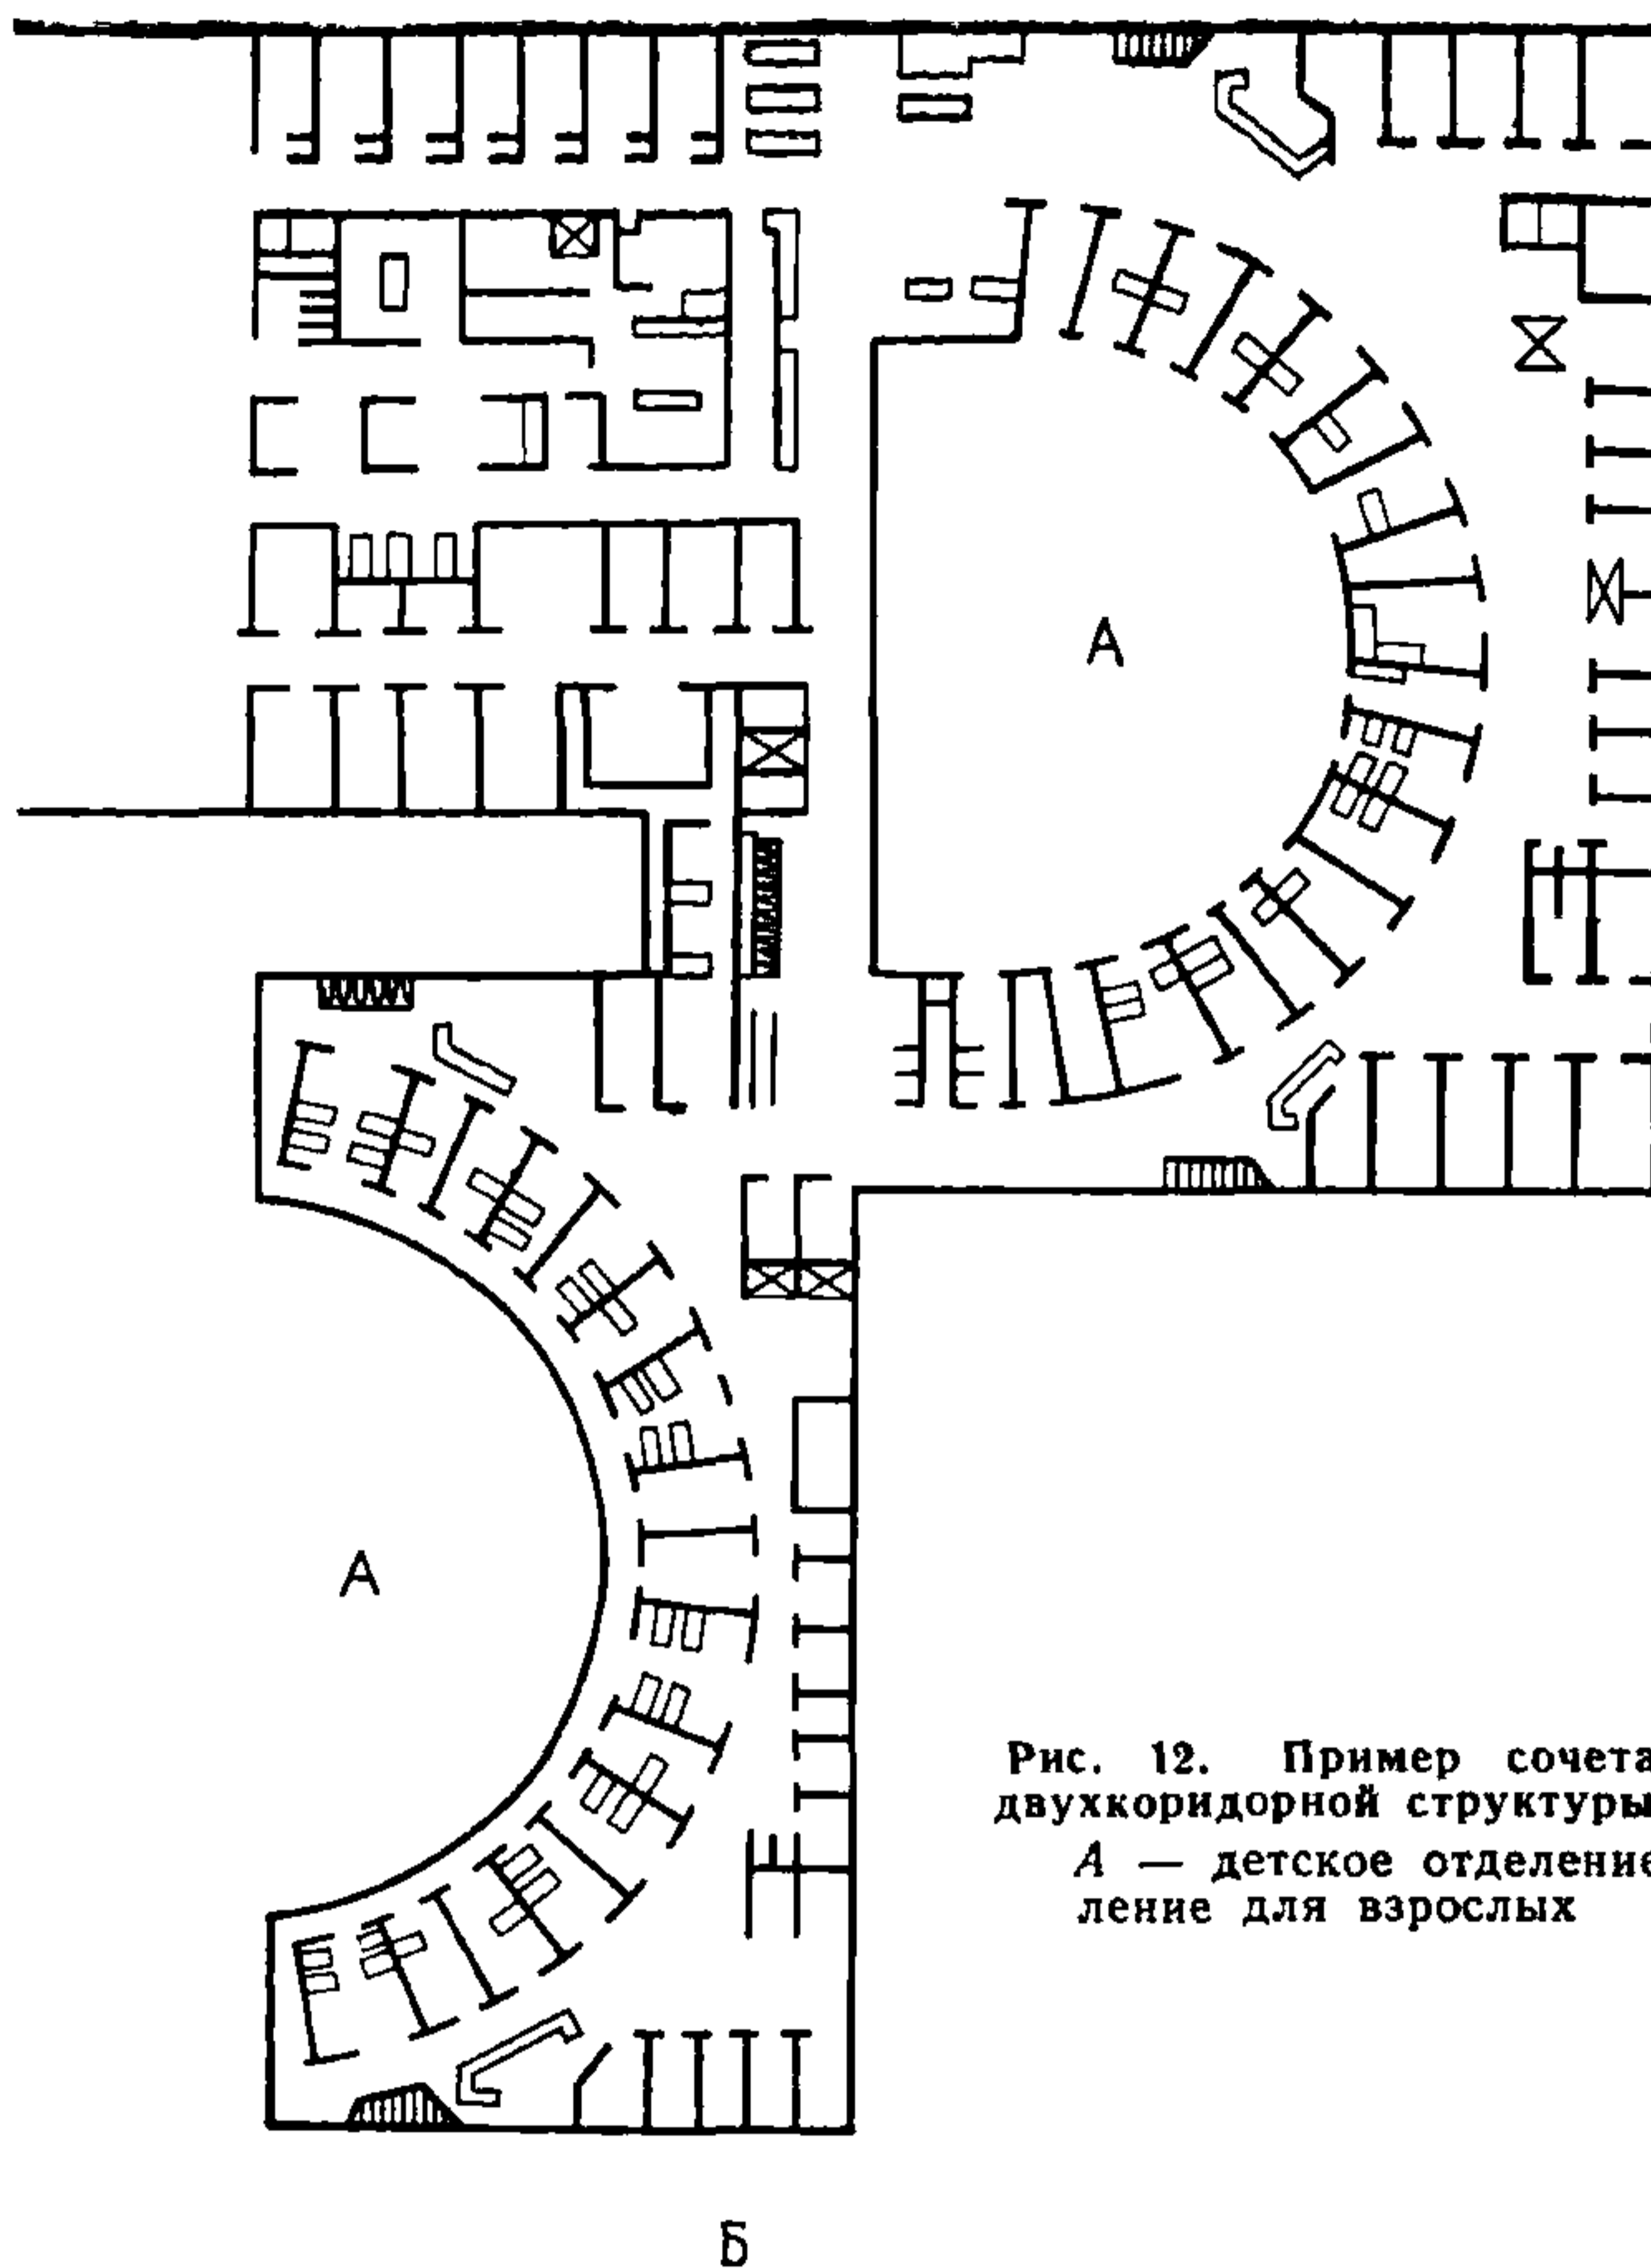 А
А
Рис. 12. Пример сочета
двухкоридорной структуры
А — детское отделение
ление для взрослых
Б